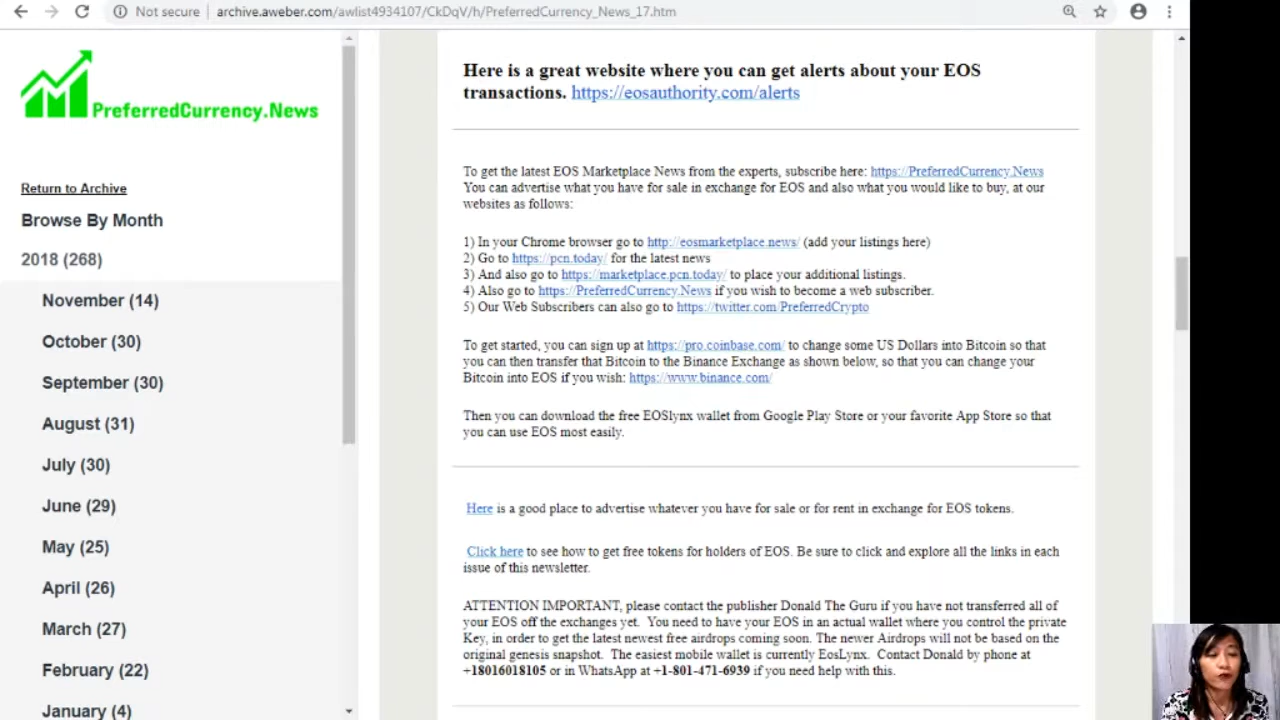 Not secure
archive.aweber.com/awlist4934107/CkDqV/h/PreferredCurrency_News_17.htm
PreferredCurrency.News
Return to Archive
Browse By Month
2018 (268)
November (14)
October (30)
September (30)
August (31)
July (30)
June (29)
May (25)
April (26)
March (27)
February (22)
January (4)
Here is a great website where you can get alerts about your EOS
transactions. https://eosauthority.com/alerts
To get the latest EOS Marketplace News from the experts, subscribe here: https://PreferredCurrency.News
You can advertise what you have for sale in exchange for EOS and also what you would like to buy, at our
websites as follows:
1) In your Chrome browser go to http://eosmarketplace.news/ (add your listings here)
2) Go to https://pcn.today/ for the latest news
3) And also go to https://marketplace.pcn.today/ to place your additional listings.
4) Also go to https://PreferredCurrency.News if you wish to become a web subscriber.
5) Our Web Subscribers can also go to https://twitter.com/PreferredCrypto
To get started, you can sign up at https://pro.coinbase.com/ to change some US Dollars into Bitcoin so that
you can then transfer that Bitcoin to the Binance Exchange as shown below, so that you can change your
Bitcoin into EOS if you wish: https://www.binance.com/
Then you can download the free EOSlynx wallet from Google Play Store or your favorite App Store so that
you can use EOS most easily.
Here is a good place to advertise whatever you have for sale or for rent in exchange for EOS tokens.
Click here to see how to get free tokens for holders of EOS. Be sure to click and explore all the links in each
issue of this newsletter.
ATTENTION IMPORTANT, please contact the publisher Donald The Guru if you have not transferred all of
your EOS off the exchanges yet. You need to have your EOS in an actual wallet where you control the private
Key, in order to get the latest newest free airdrops coming soon. The newer Airdrops will not be based on the
original genesis snapshot. The easiest mobile wallet is currently EosLynx. Contact Donald by phone at
+18016018105 or in WhatsApp at +1-801-471-6939 if you need help with this.